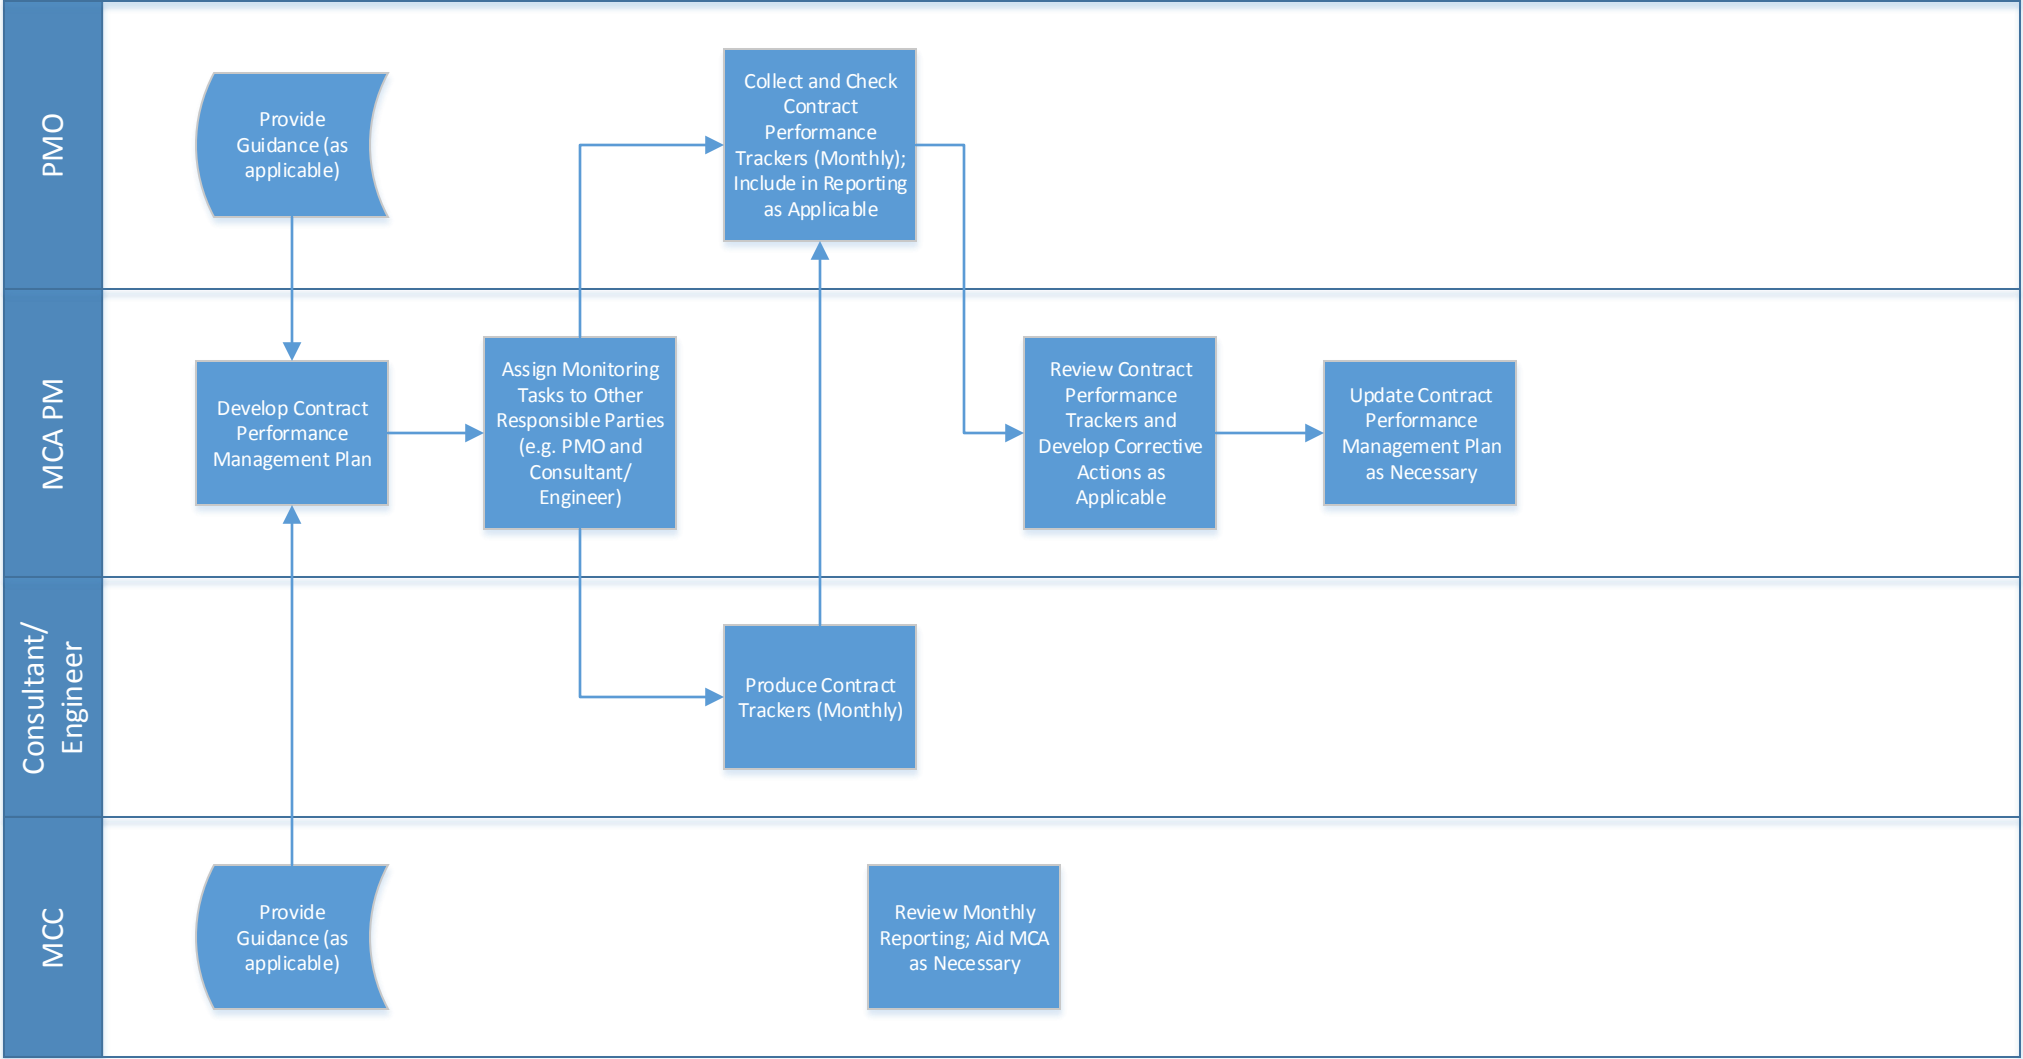 PMO
Provide
Guidance (as
applicable)
Collect and Check
Contract
Performance
Trackers (Monthly);
Include in Reporting
as Applicable
MCA PM
Develop Contract
Performance
Management Plan
Assign Monitoring
Tasks to Other
Responsible Parties
(e.g. PMO and
Consultant/
Engineer)
Review Contract
Performance
Trackers and
Develop Corrective
Actions as
Applicable
Update Contract
Performance
Management Plan
as Necessary
Consultant/
Engineer
Produce Contract
Trackers (Monthly)
MCC
Provide
Guidance (as
applicable)
Review Monthly
Reporting; Aid MCA
as Necessary